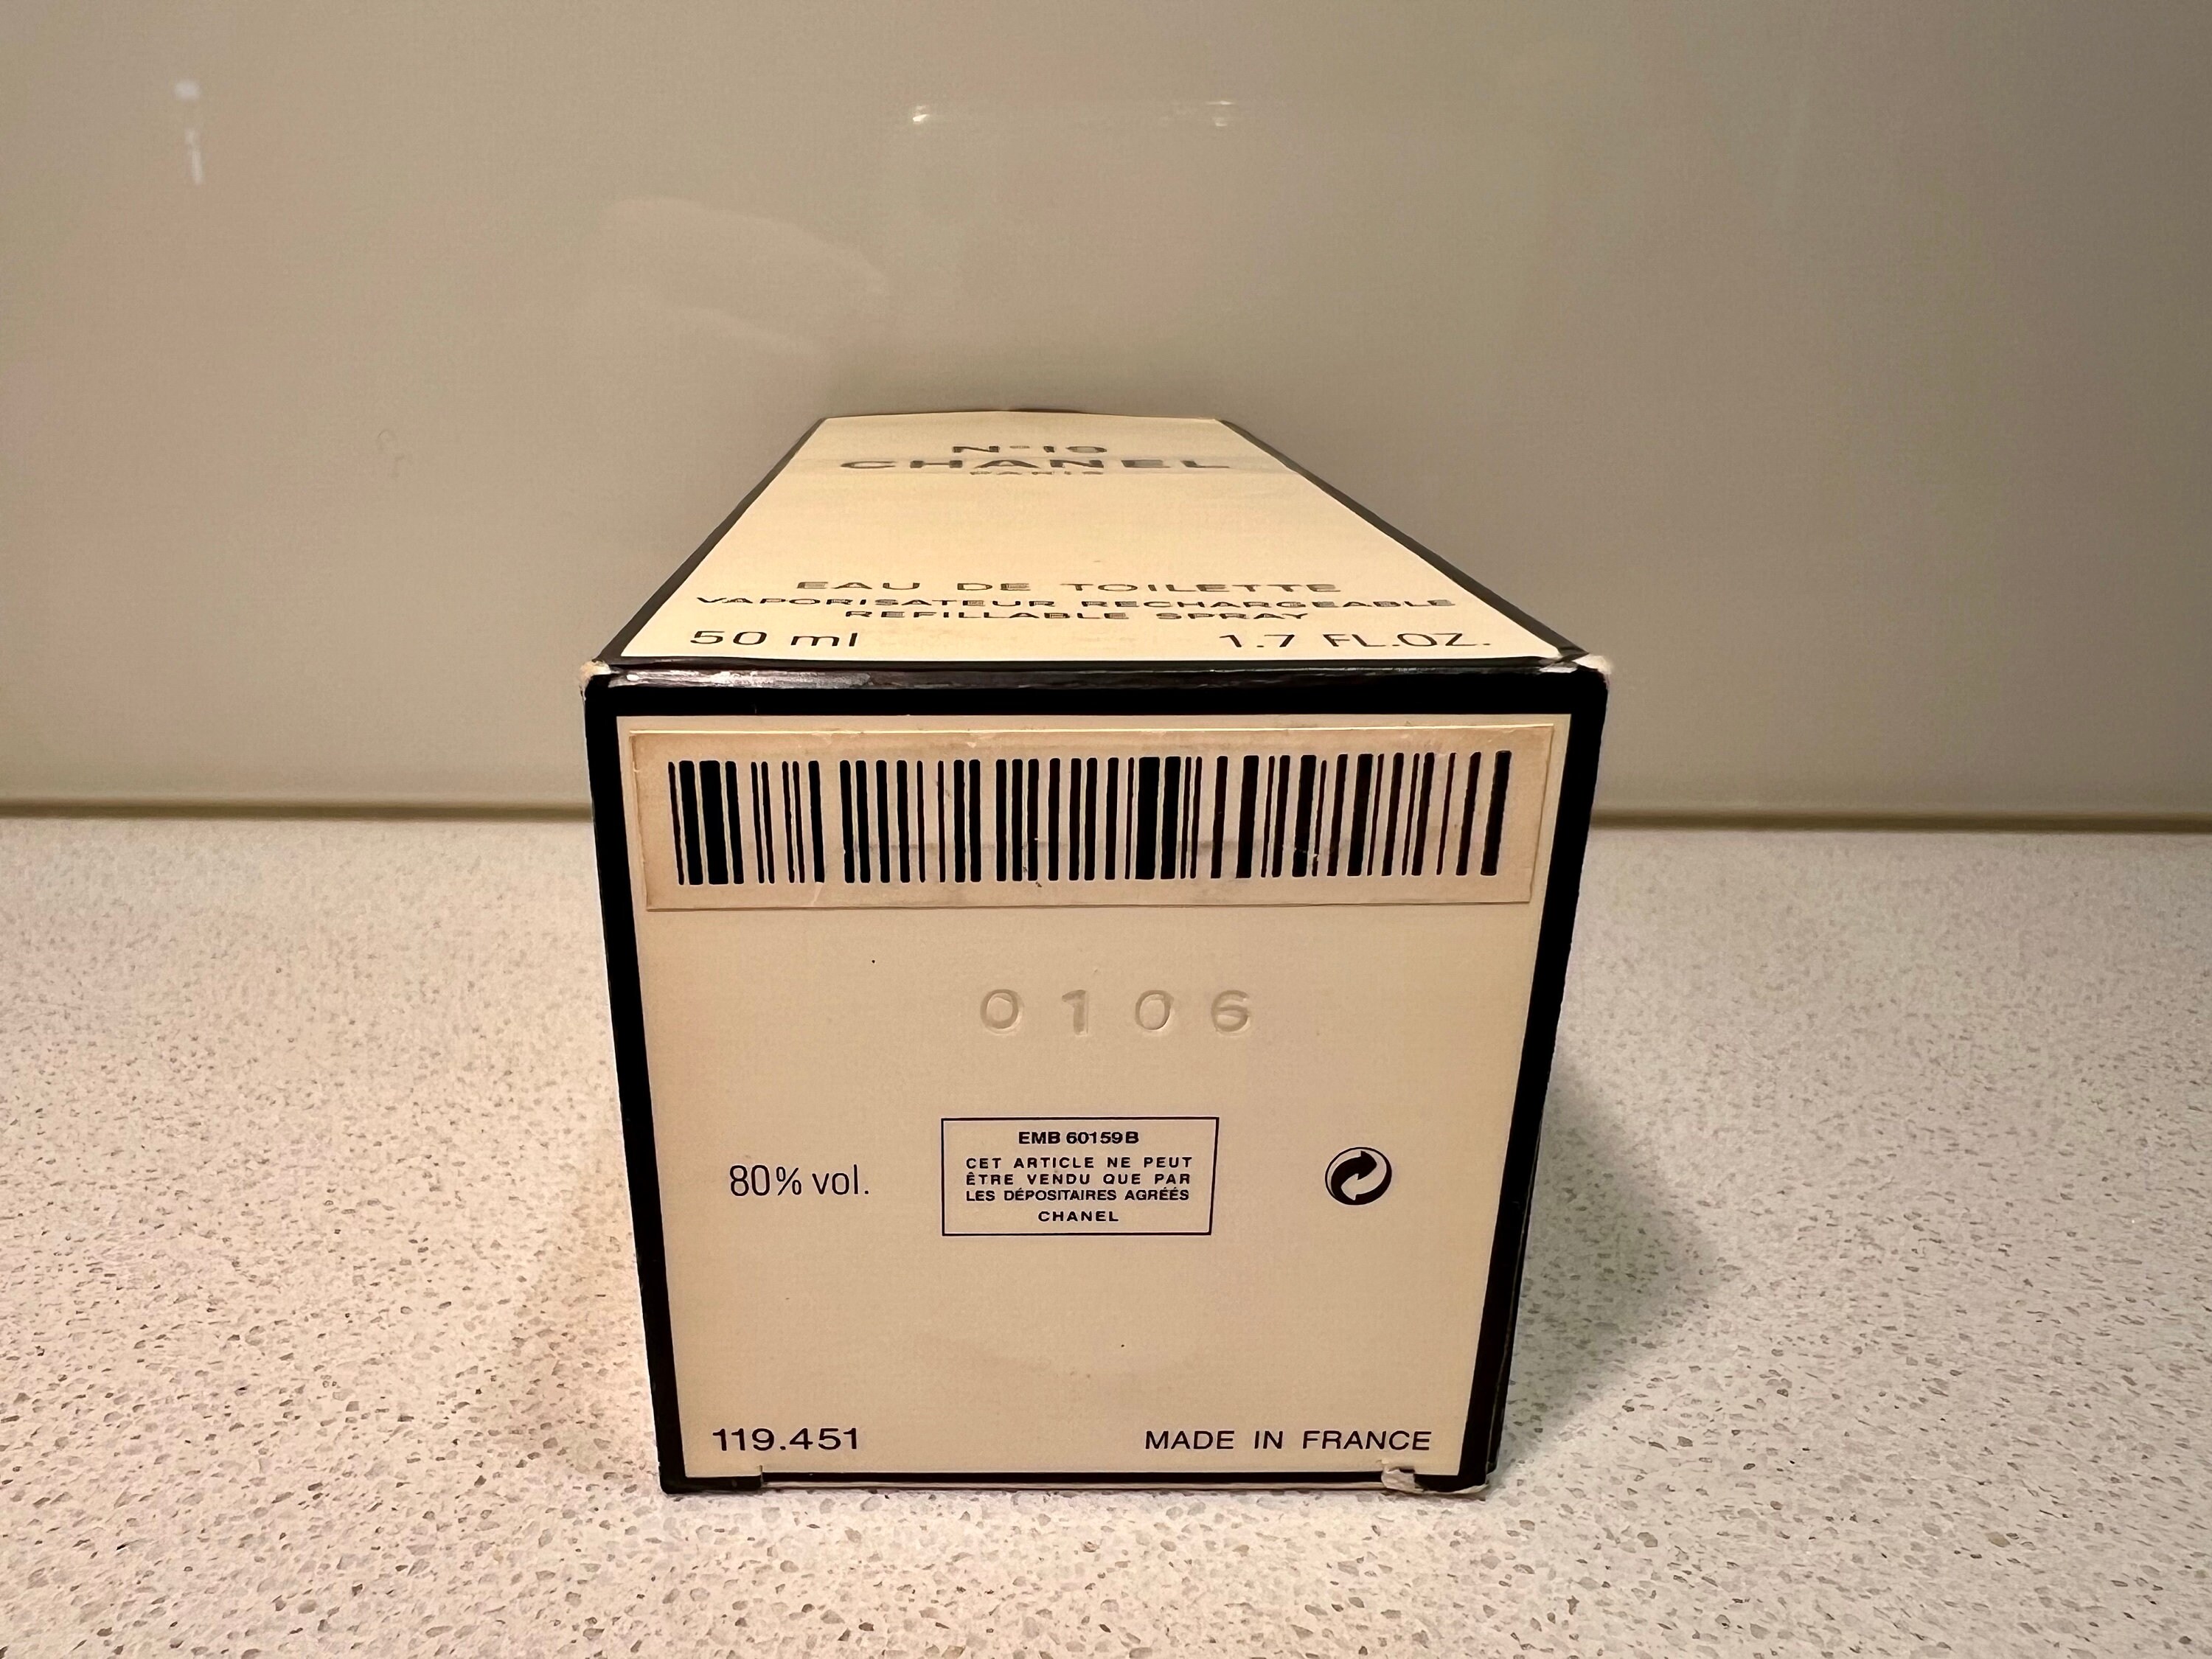 N°19
CHANEL
PARIS
EAU DE TOILETTE
VAPORISATEUR RECHARGEABLE
REFILLABLE SPRAY
50 ml 1.7 FL.OZ.
0106
80% vol.
EMB 60159B
CET ARTICLE NE PEUT
ÊTRE VENDU QUE PAR
LES DÉPOSITAIRES AGRÉÉS
CHANEL
119.451 MADE IN FRANCE